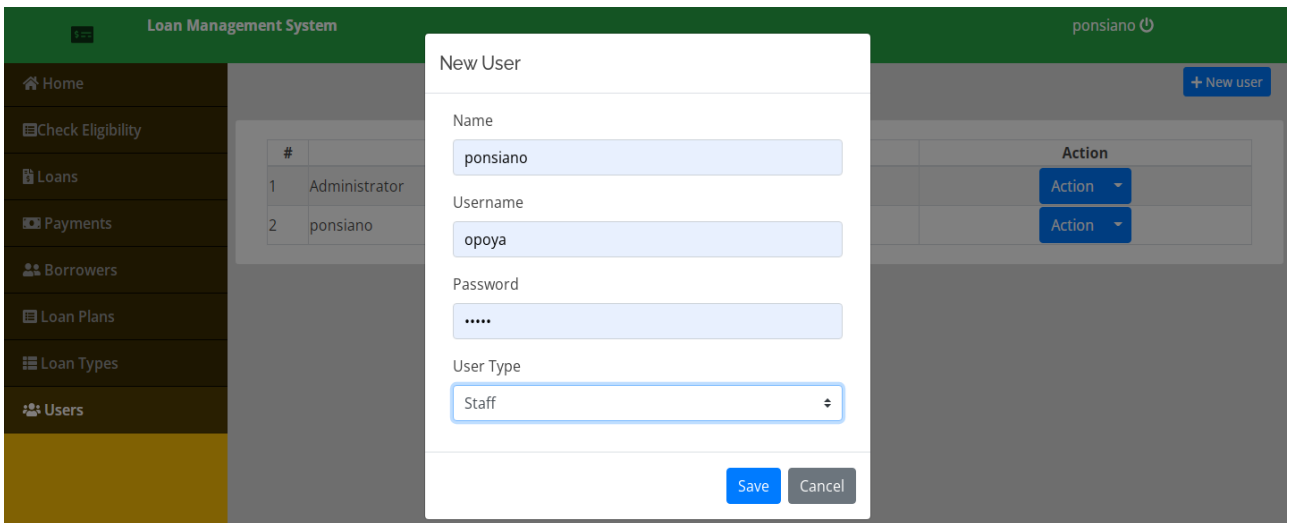 Loan Management System
ponsiano
New User
Home
+ New user
Check Eligibility
Name
ponsiano
# Action
Loans
1 Administrator Action
Username
Payments
2 ponsiano Action
opoya
Borrowers
Password
•••••
Loan Plans
User Type
Loan Types
Staff
Users
Save Cancel